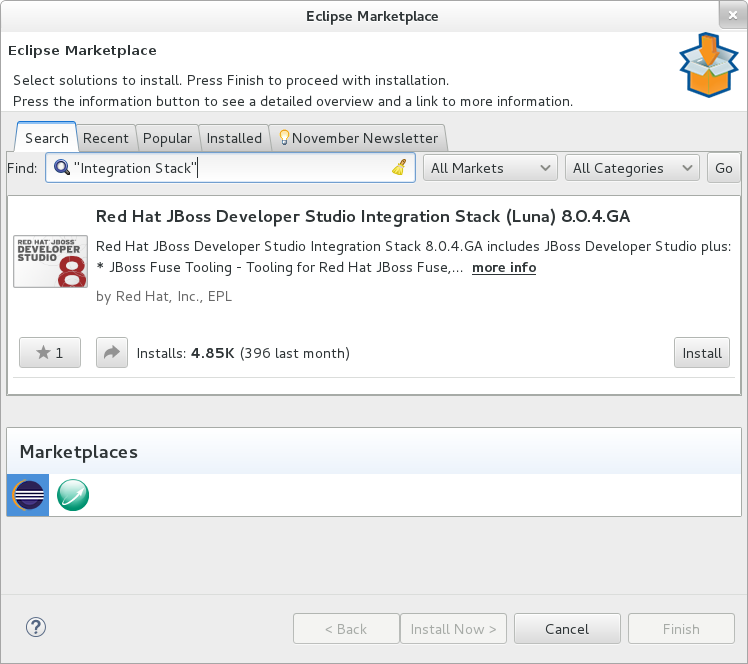 Eclipse Marketplace
Eclipse Marketplace
Select solutions to install. Press Finish to proceed with installation.
Press the information button to see a detailed overview and a link to more information.
Search Recent Popular Installed November Newsletter
Find: "Integration Stack" All Markets All Categories Go
Red Hat JBoss Developer Studio Integration Stack (Luna) 8.0.4.GA
RED HAT JBOSS
DEVELOPER
STUDIO 8
Red Hat JBoss Developer Studio Integration Stack 8.0.4.GA includes JBoss Developer Studio plus:
* JBoss Fuse Tooling - Tooling for Red Hat JBoss Fuse,... more info
by Red Hat, Inc., EPL
1 Installs: 4.85K (396 last month) Install
Marketplaces
? < Back Install Now > Cancel Finish